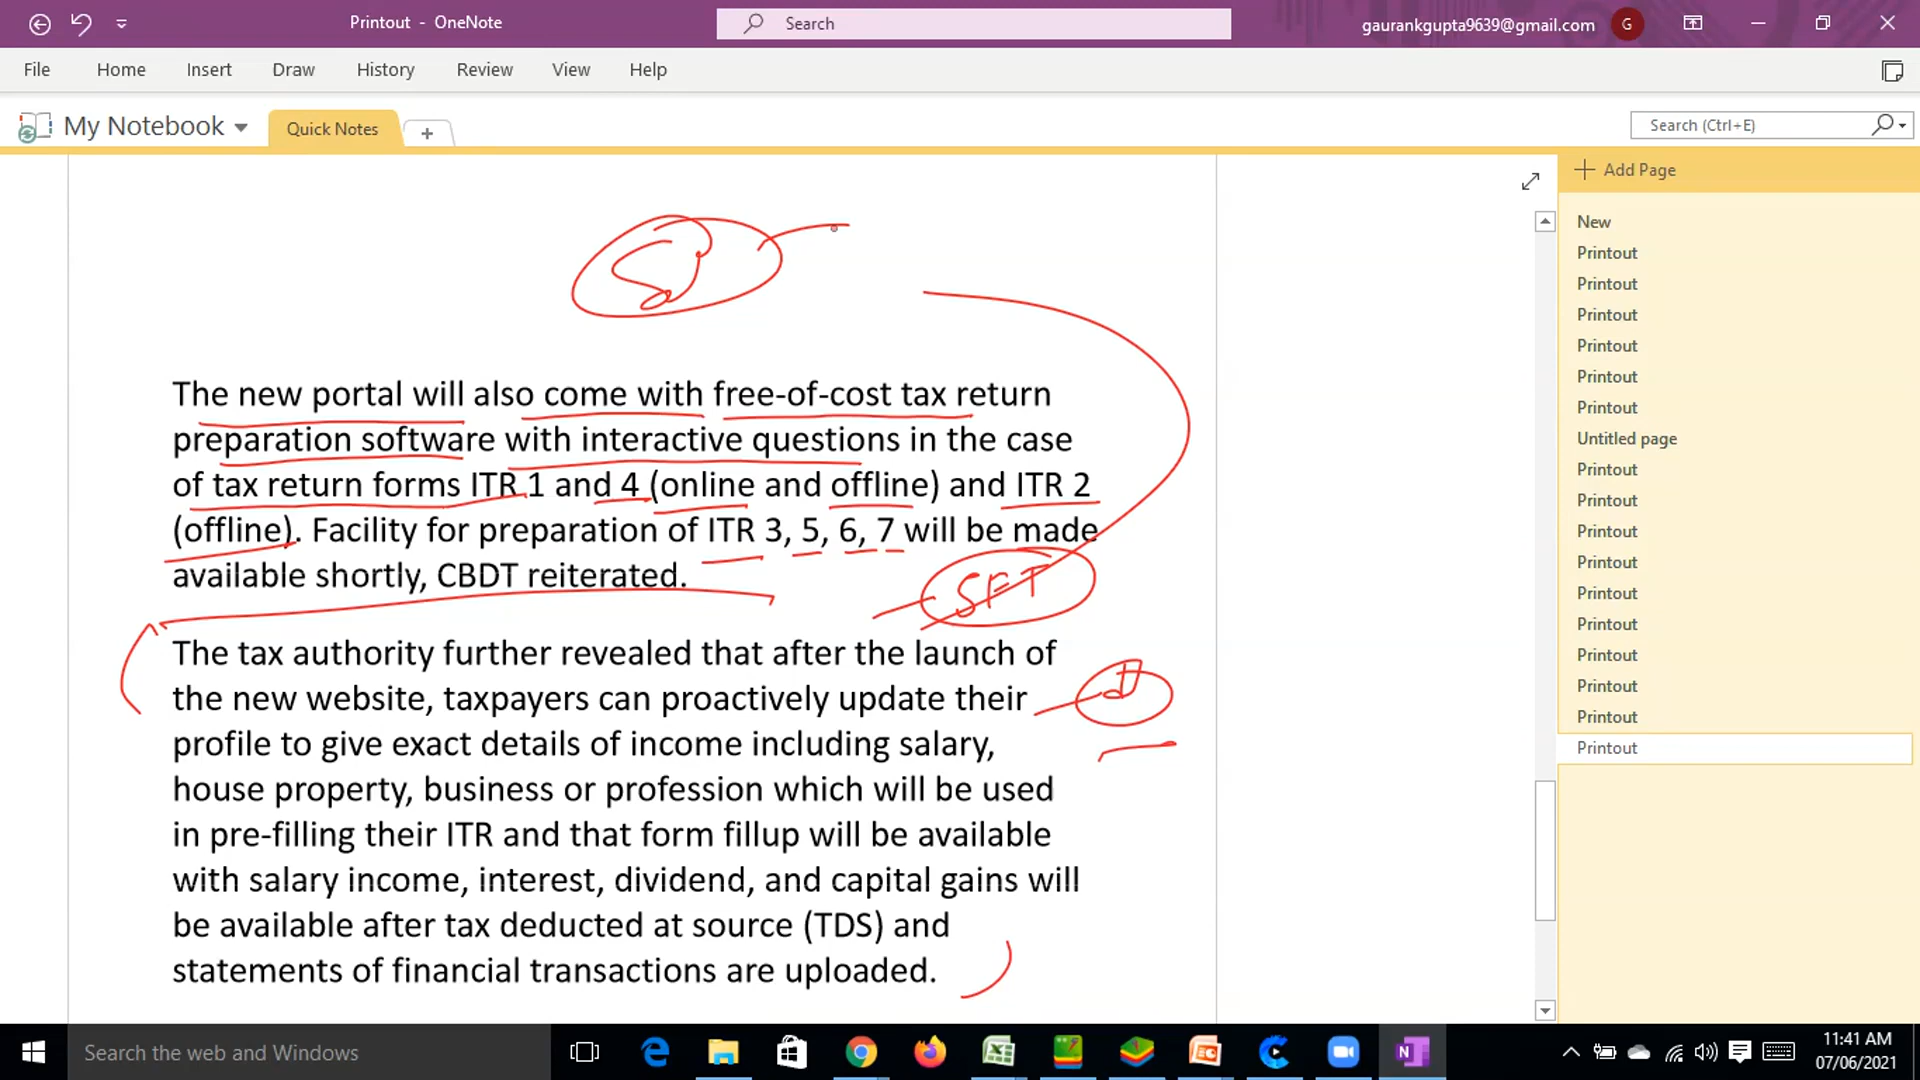 Printout - OneNote
Search
gaurankgupta9639@gmail.com
G
File Home Insert Draw History Review View Help
My Notebook
Quick Notes
Search (Ctrl+E)
Add Page
New
Printout
Printout
Printout
Printout
Printout
Printout
Untitled page
Printout
Printout
Printout
Printout
Printout
Printout
Printout
Printout
Printout
Printout
The new portal will also come with free-of-cost tax return
preparation software with interactive questions in the case
of tax return forms ITR 1 and 4 (online and offline) and ITR 2
(offline). Facility for preparation of ITR 3, 5, 6, 7 will be made
available shortly, CBDT reiterated.
SFT
The tax authority further revealed that after the launch of
the new website, taxpayers can proactively update their
profile to give exact details of income including salary,
house property, business or profession which will be used
in pre-filling their ITR and that form fillup will be available
with salary income, interest, dividend, and capital gains will
be available after tax deducted at source (TDS) and
statements of financial transactions are uploaded.
Search the web and Windows
11:41 AM
07/06/2021